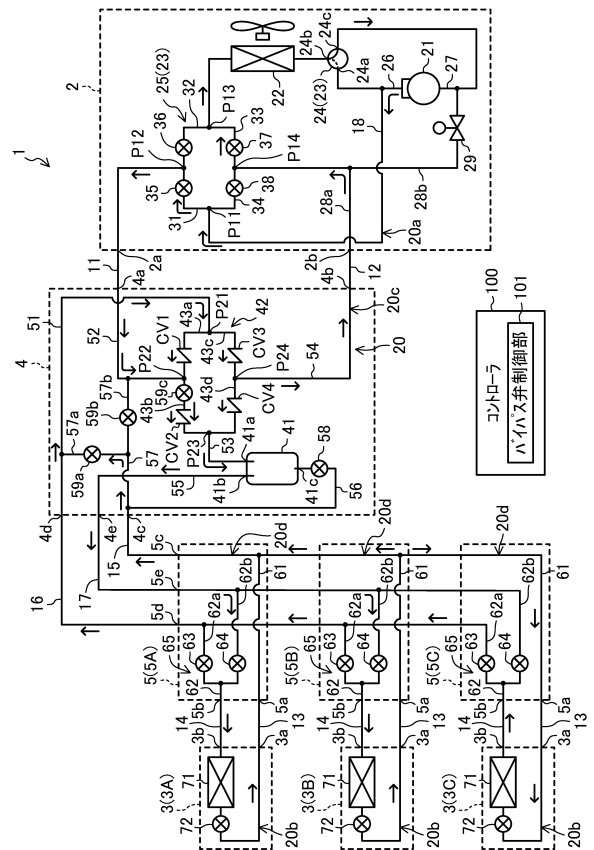 1
2
25(23)
32
P13
36
P12
35
31
P11
34
38
P14
37
33
22
24b
24c
24(23)
24a
26
21
27
29
18
28a
28b
20a
11
2a
2b
12
4a
4b
20c
20
4
51
52
43a
P21
42
CV1
P22
43c
CV3
P24
59c
43b
43d
CV4
CV2
P23
53
54
57b
59b
57a
59a
57
55
41a
41
41b
41c
58
56
4d
4e
4c
16
17
15
5c
5e
5d
20d
20d
20d
61
61
61
62b
62b
62b
62a
62a
62a
65
63
64
62
65
63
64
62
65
63
64
62
5(5A)
5(5B)
5(5C)
5b
5a
5b
5a
5b
5a
14
13
14
13
14
13
3b
3a
3b
3a
3b
3a
3(3A)
3(3B)
3(3C)
71
72
71
72
71
72
20b
20b
20b
100
コントローラ
101
バイパス弁制御部